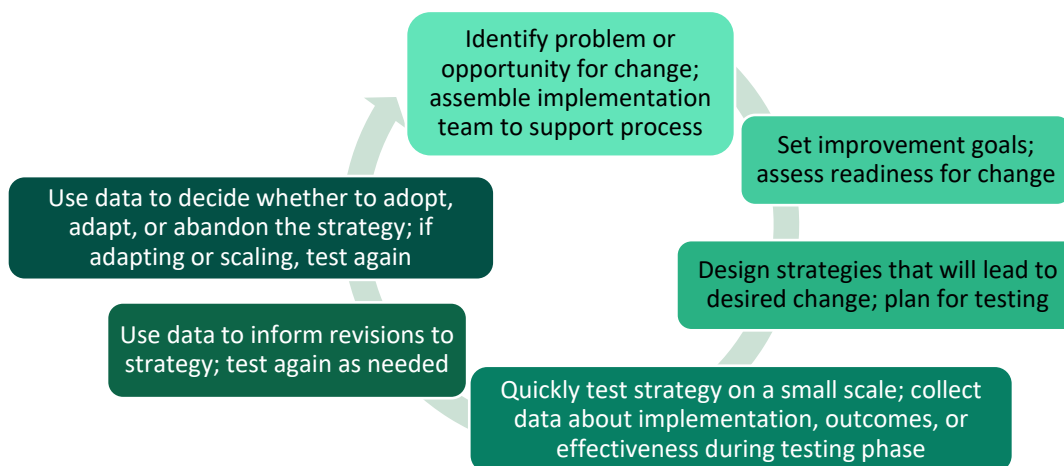 Identify problem or
opportunity for change;
assemble implementation
team to support process
Set improvement goals;
assess readiness for change
Design strategies that will lead to
desired change; plan for testing
Quickly test strategy on a small scale; collect
data about implementation, outcomes, or
effectiveness during testing phase
Use data to inform revisions to
strategy; test again as needed
Use data to decide whether to adopt,
adapt, or abandon the strategy; if
adapting or scaling, test again